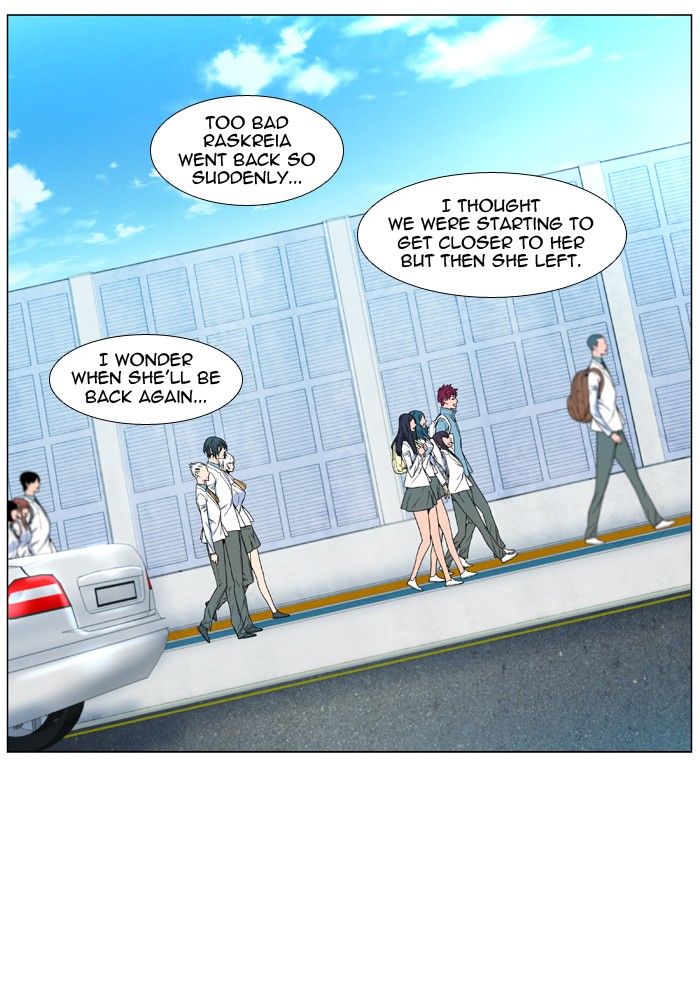 TOO BAD
RASKREIA
WENT BACK SO
SUDDENLY...
I THOUGHT
WE WERE STARTING TO
GET CLOSER TO HER
BUT THEN SHE LEFT.
I WONDER
WHEN SHE'LL BE
BACK AGAIN...